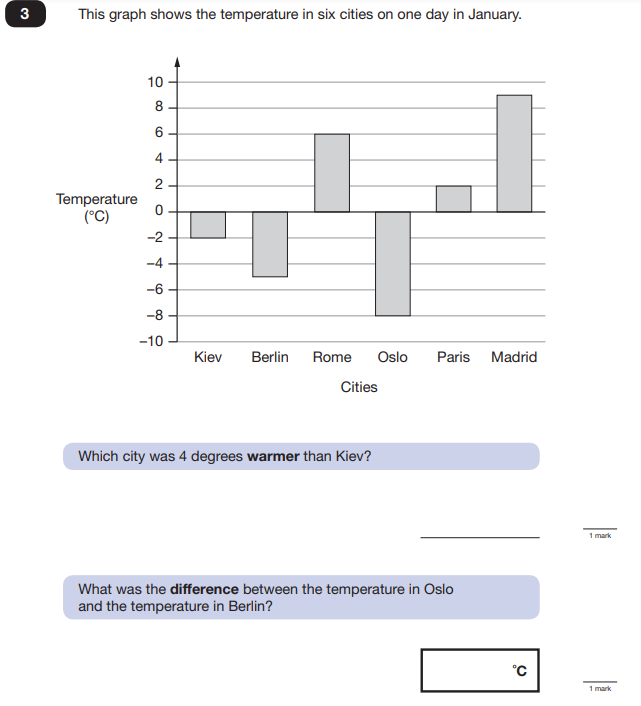 3
This graph shows the temperature in six cities on one day in January.
10
8
6
4
2
Temperature
(°C)
0
–2
–4
–6
–8
–10
Kiev Berlin Rome Oslo Paris Madrid
Cities
Which city was 4 degrees warmer than Kiev?
1 mark
What was the difference between the temperature in Oslo
and the temperature in Berlin?
°C
1 mark